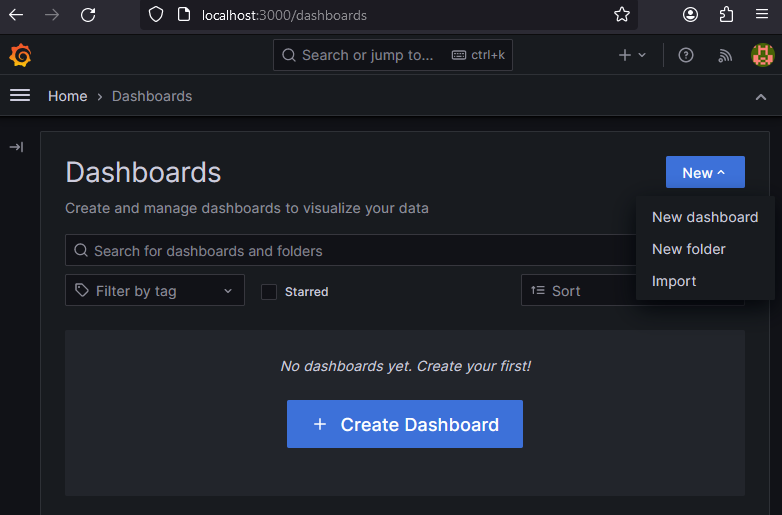 localhost:3000/dashboards
Search or jump to... ctrl+k
Home › Dashboards
Dashboards
New
Create and manage dashboards to visualize your data
New dashboard
New folder
Import
Search for dashboards and folders
Filter by tag
Starred
Sort
No dashboards yet. Create your first!
+ Create Dashboard